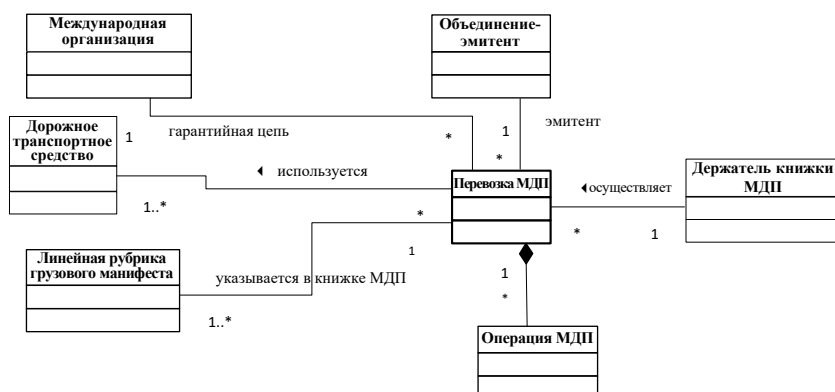 Международная
организация
Объединение-
эмитент
Дорожное
транспортное
средство
1
гарантийная цепь
*
1
эмитент
*
◄ используется
1..*
*
Перевозка МДП
◄осуществляет
*
1
Держатель книжки
МДП
Линейная рубрика
грузового манифеста
1
указывается в книжке МДП
1..*
1
*
Операция МДП